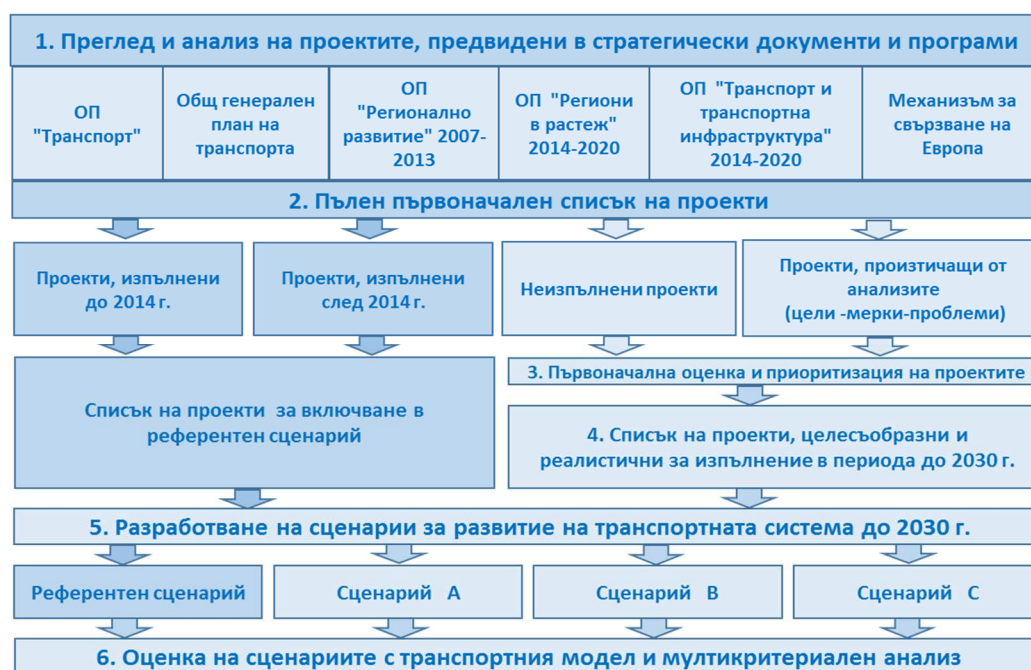 1. Преглед и анализ на проектите, предвидени в стратегически документи и програми
ОП
"Транспорт"
Общ генерален
план на
транспорта
ОП
"Регионално
развитие" 2007-
2013
ОП "Региони
в растеж"
2014-2020
ОП "Транспорт и
транспортна
инфраструктура"
2014-2020
Механизъм за
свързване на
Европа
2. Пълен първоначален списък на проекти
Проекти, изпълнени
до 2014 г.
Проекти, изпълнени
след 2014 г.
Неизпълнени проекти
Проекти, произтичащи от
анализите
(цели -мерки-проблеми)
Списък на проекти за включване в
референтен сценарий
3. Първоначална оценка и приоритизация на проектите
4. Списък на проекти, целесъобразни и
реалистични за изпълнение в периода до 2030 г.
5. Разработване на сценарии за развитие на транспортната система до 2030 г.
Референтен сценарий
Сценарий А
Сценарий В
Сценарий С
6. Оценка на сценариите с транспортния модел и мултикритериален анализ